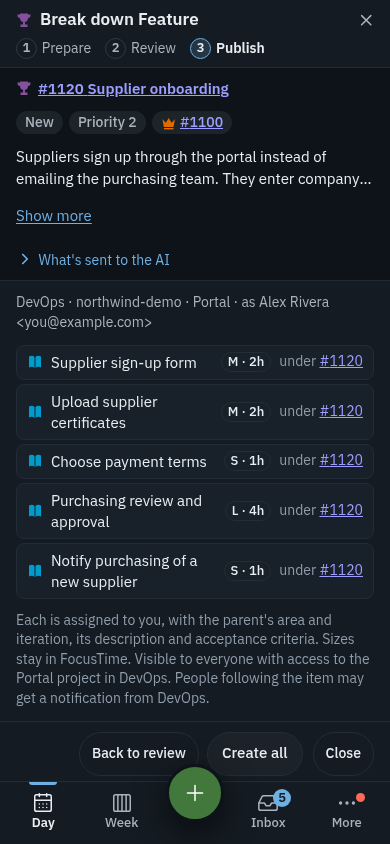 Break down Feature
1 Prepare 2 Review 3 Publish
#1120 Supplier onboarding
New Priority 2 #1100
Suppliers sign up through the portal instead of
emailing the purchasing team. They enter company...
Show more
What's sent to the AI
DevOps · northwind-demo · Portal · as Alex Rivera
<you@example.com>
Supplier sign-up form M · 2h under #1120
Upload supplier
certificates M · 2h under #1120
Choose payment terms S · 1h under #1120
Purchasing review and
approval L · 4h under #1120
Notify purchasing of a
new supplier S · 1h under #1120
Each is assigned to you, with the parent's area and
iteration, its description and acceptance criteria. Sizes
stay in FocusTime. Visible to everyone with access to the
Portal project in DevOps. People following the item may
get a notification from DevOps.
Back to review Create all Close
5
Day Week Inbox More